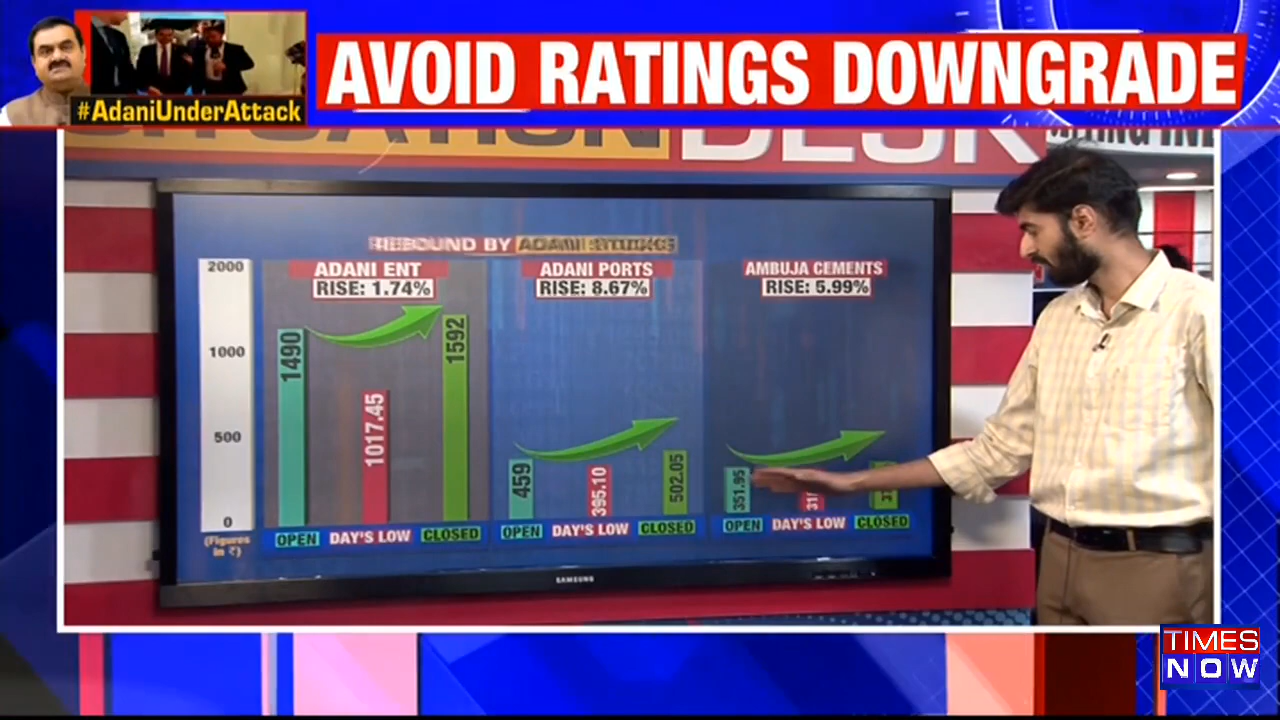 #AdaniUnderAttack
AVOID RATINGS DOWNGRADE
SITUATION DESK
REBOUND BY ADANI STOCKS
2000
1000
500
0
(Figures
in ₹)
ADANI ENT
RISE: 1.74%
1490
1017.45
1592
OPEN DAY'S LOW CLOSED
ADANI PORTS
RISE: 8.67%
459
395.10
502.05
OPEN DAY'S LOW CLOSED
AMBUJA CEMENTS
RISE: 5.99%
351.95
OPEN DAY'S LOW CLOSED
SAMSUNG
TIMES
NOW